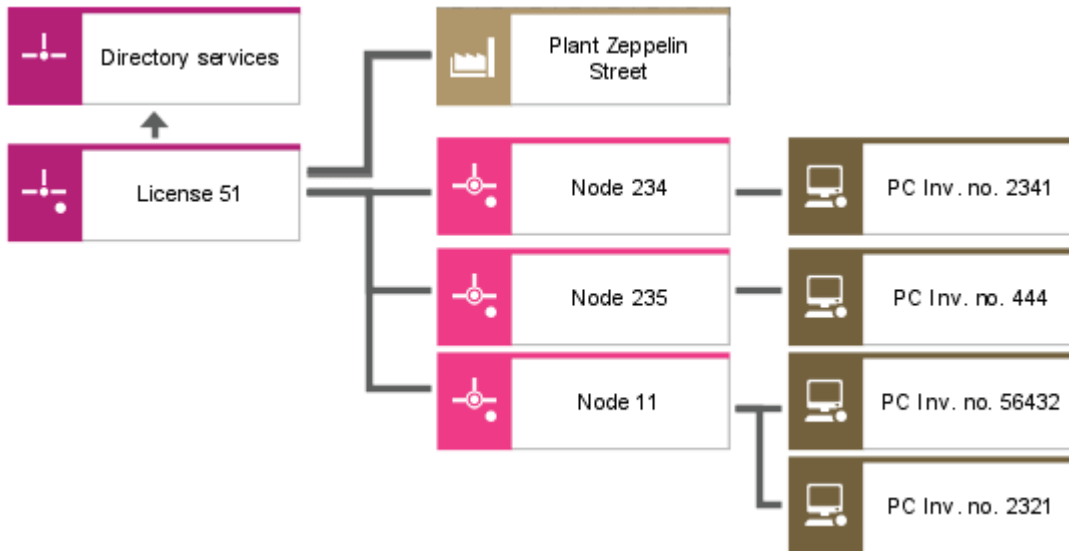 Directory services
Plant Zeppelin
Street
License 51
Node 234
PC Inv. no. 2341
Node 235
PC Inv. no. 444
Node 11
PC Inv. no. 56432
PC Inv. no. 2321